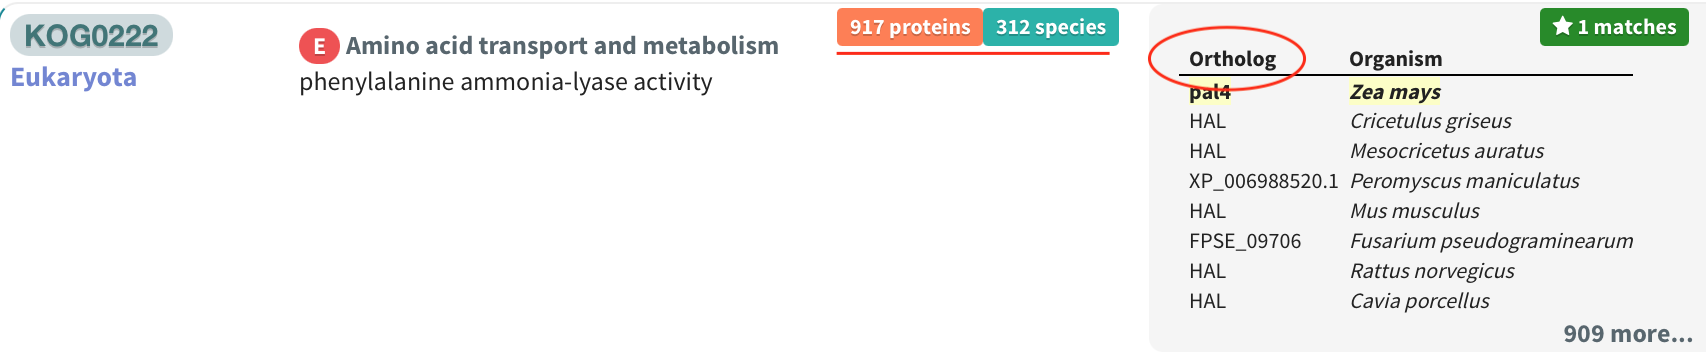 KOG0222
Eukaryota
E Amino acid transport and metabolism
phenylalanine ammonia-lyase activity
917 proteins 312 species
★ 1 matches
Ortholog Organism
pal4 Zea mays
HAL Cricetulus griseus
HAL Mesocricetus auratus
XP_006988520.1 Peromyscus maniculatus
HAL Mus musculus
FPSE_09706 Fusarium pseudograminearum
HAL Rattus norvegicus
HAL Cavia porcellus
909 more...